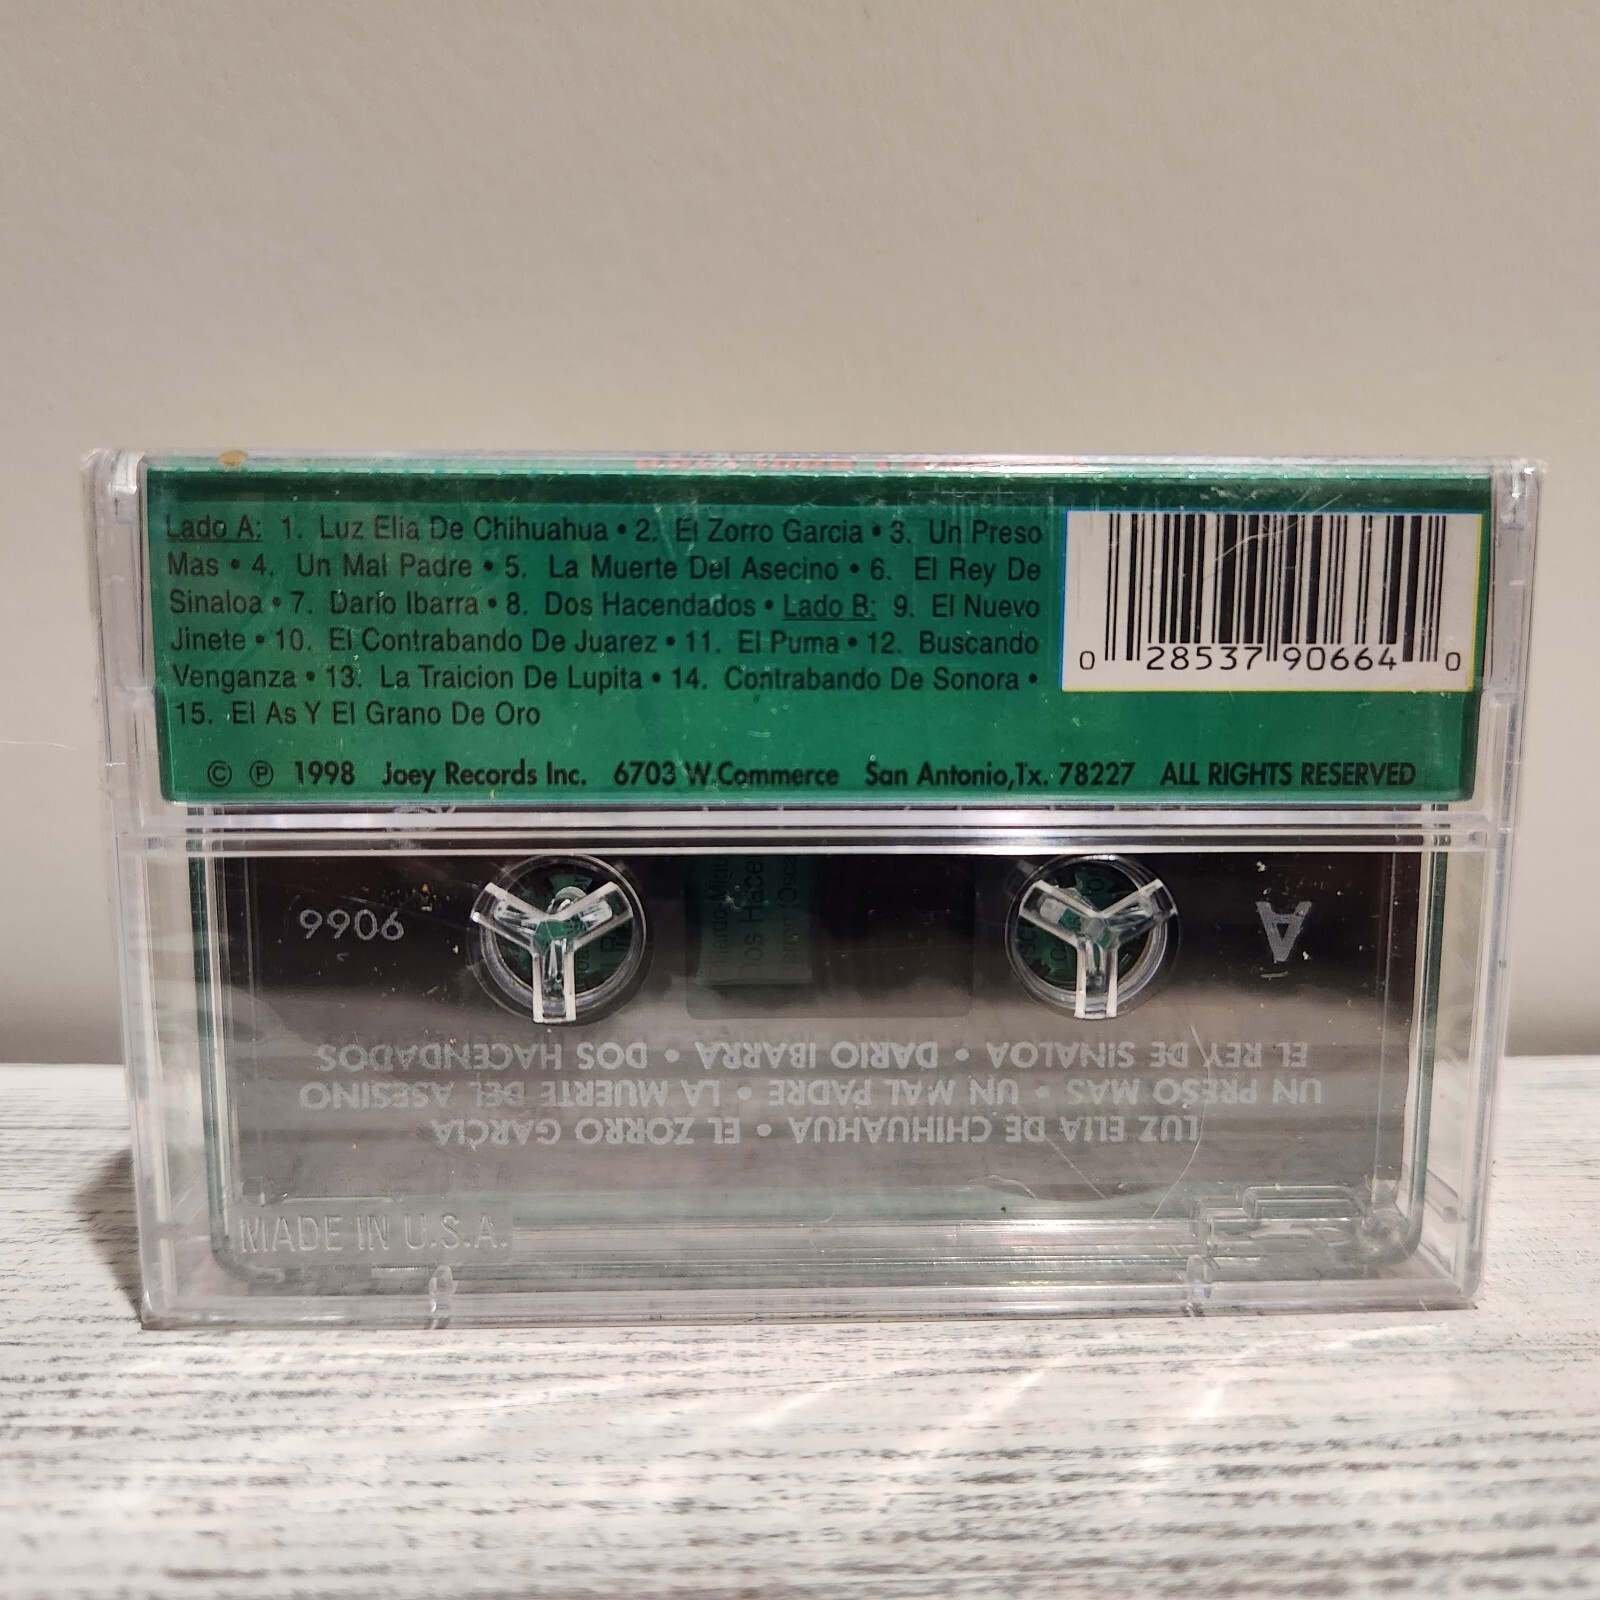 Lado A: 1. Luz Elia De Chihuahua • 2. El Zorro Garcia • 3. Un Preso
Mas • 4. Un Mal Padre • 5. La Muerte Del Asecino • 6. El Rey De
Sinaloa • 7. Dario Ibarra • 8. Dos Hacendados • Lado B: 9. El Nuevo
Jinete • 10. El Contrabando De Juarez • 11. El Puma • 12. Buscando
Venganza • 13. La Traicion De Lupita • 14. Contrabando De Sonora •
15. El As Y El Grano De Oro
0 28537 90664 0
© ℗ 1998 Joey Records Inc. 6703 W.Commerce San Antonio,Tx. 78227 ALL RIGHTS RESERVED
9906
A
LUZ ELIA DE CHIHUAHUA • EL ZORRO GARCIA
UN PRESO MAS • UN MAL PADRE • LA MUERTE DEL ASESINO
EL REY DE SINALOA • DARIO IBARRA • DOS HACENDADOS
MADE IN U.S.A.